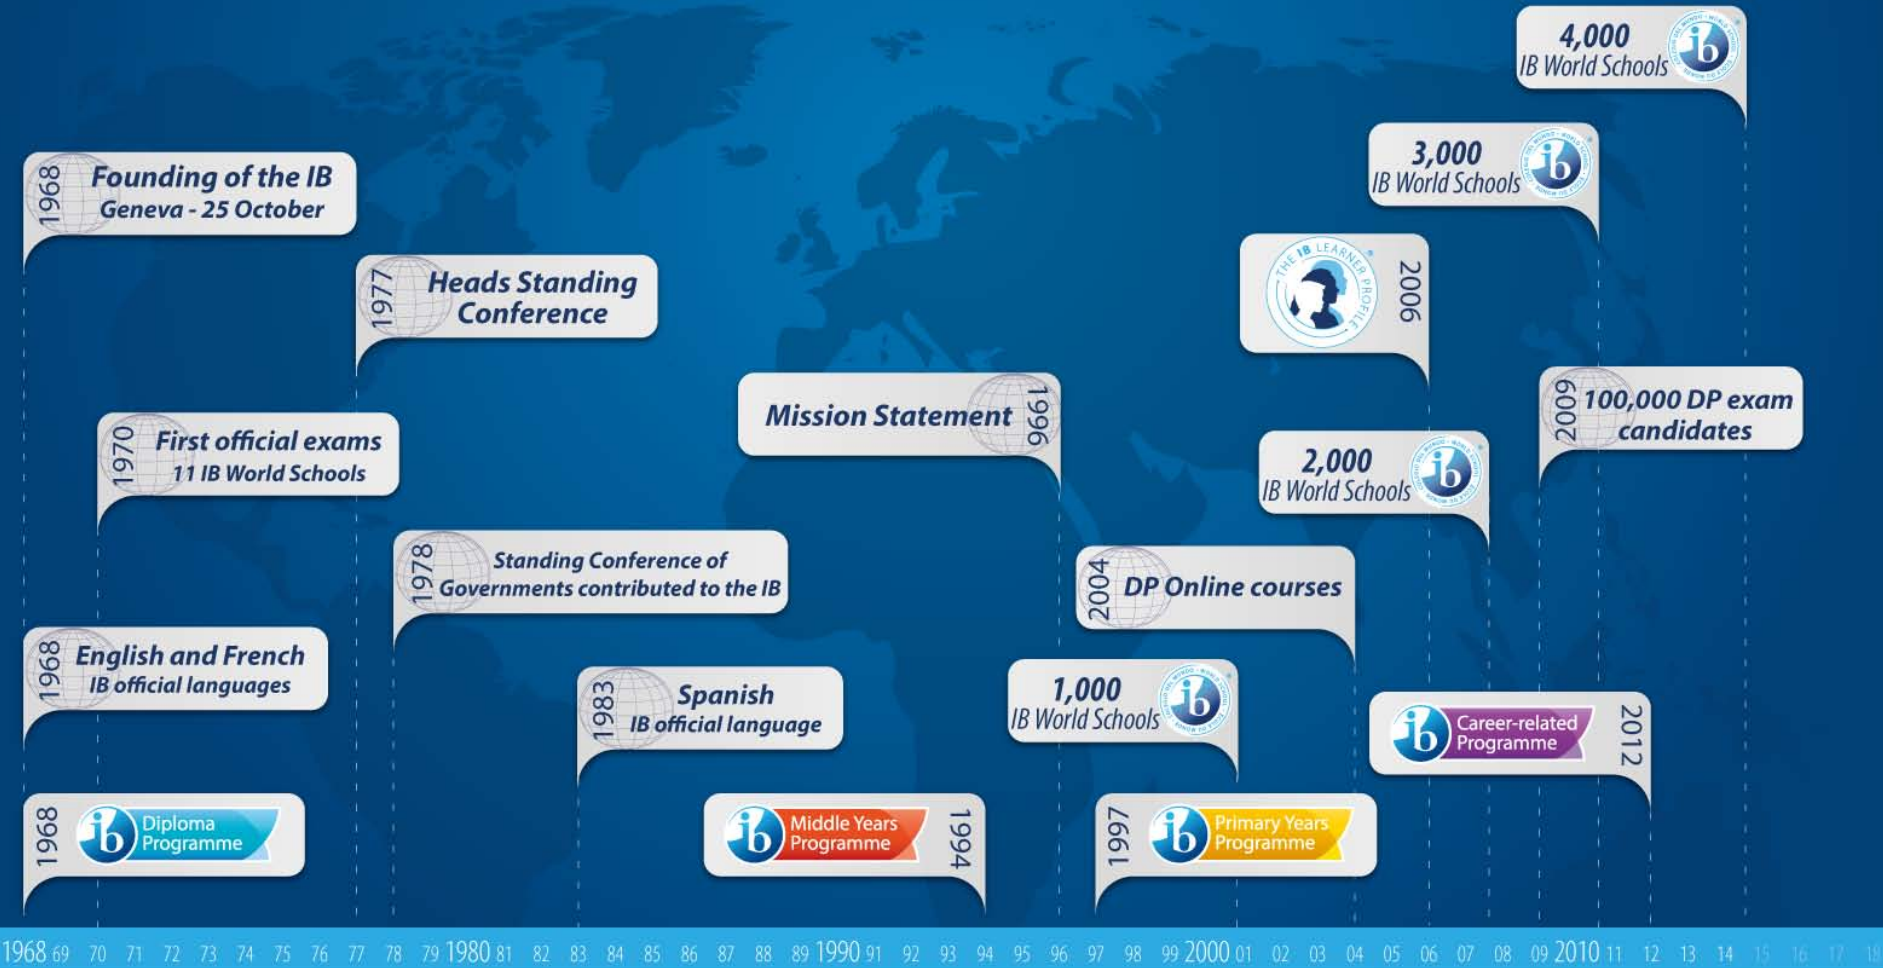 4,000
IB World Schools
3,000
IB World Schools
1968
Founding of the IB
Geneva - 25 October
THE IB LEARNER PROFILE
2006
1977
Heads Standing
Conference
Mission Statement
1996
2009
100,000 DP exam
candidates
1970
First official exams
11 IB World Schools
2,000
IB World Schools
1978
Standing Conference of
Governments contributed to the IB
2004
DP Online courses
1968
English and French
IB official languages
1983
Spanish
IB official language
1,000
IB World Schools
Career-related
Programme
2012
1968
Diploma
Programme
Middle Years
Programme
1994
1997
Primary Years
Programme
1968 69 70 71 72 73 74 75 76 77 78 79 1980 81 82 83 84 85 86 87 88 89 1990 91 92 93 94 95 96 97 98 99 2000 01 02 03 04 05 06 07 08 09 2010 11 12 13 14 15 16 17 18